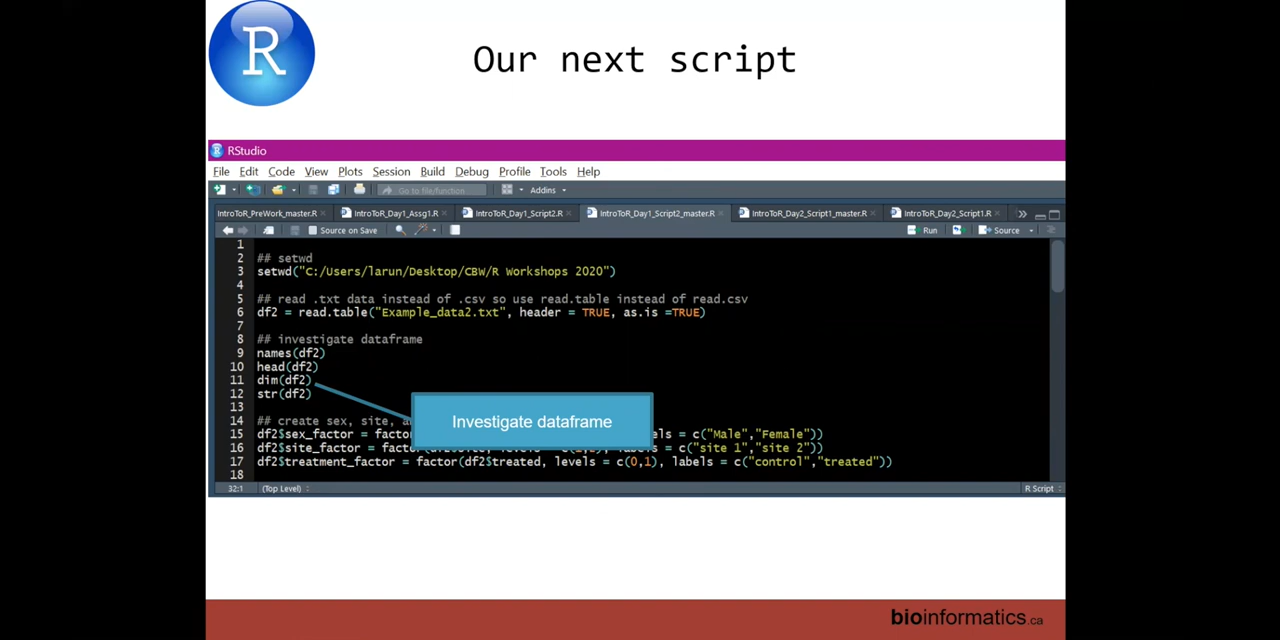 R
Our next script
RStudio
File Edit Code View Plots Session Build Debug Profile Tools Help
Go to file/function Addins
IntroToR_PreWork_master.R IntroToR_Day1_Assg1.R IntroToR_Day1_Script2.R IntroToR_Day1_Script2_master.R IntroToR_Day2_Script1_master.R IntroToR_Day2_Script1.R
Source on Save Run Source
1
2 ## setwd
3 setwd("C:/Users/larun/Desktop/CBW/R Workshops 2020")
4
5 ## read .txt data instead of .csv so use read.table instead of read.csv
6 df2 = read.table("Example_data2.txt", header = TRUE, as.is =TRUE)
7
8 ## investigate dataframe
9 names(df2)
10 head(df2)
11 dim(df2)
12 str(df2)
13
Investigate dataframe
14 ## create sex, site,
15 df2$sex_factor = = c("Male","Female"))
16 df2$site_factor = labels = c("site 1","site 2"))
17 df2$treatment_factor = factor(df2$treated, levels = c(0,1), labels = c("control","treated"))
18
32:1 (Top Level) R Script
bioinformatics.ca